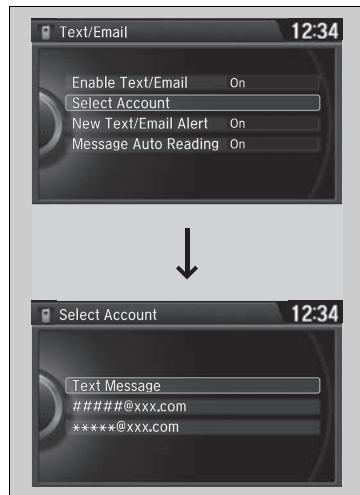 Text/Email 12:34
Enable Text/Email On
Select Account
New Text/Email Alert On
Message Auto Reading On
Select Account 12:34
Text Message
#####@xxx.com
*****@xxx.com